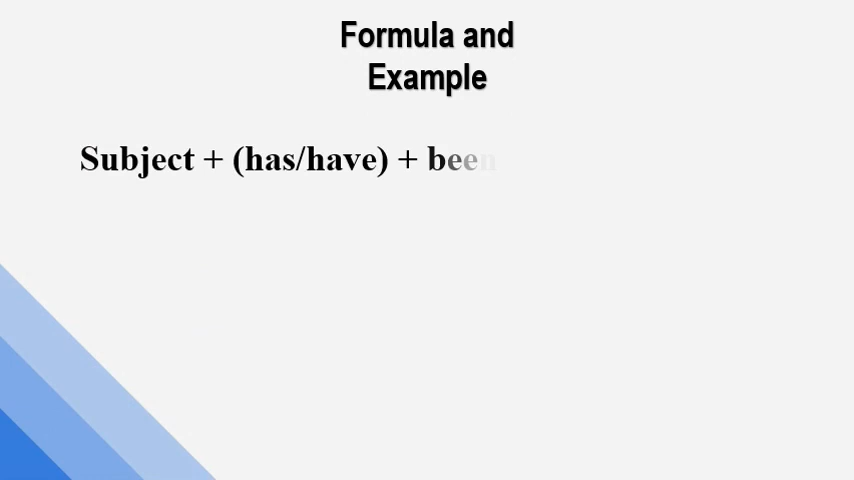 Formula and
Example
Subject + (has/have) + been